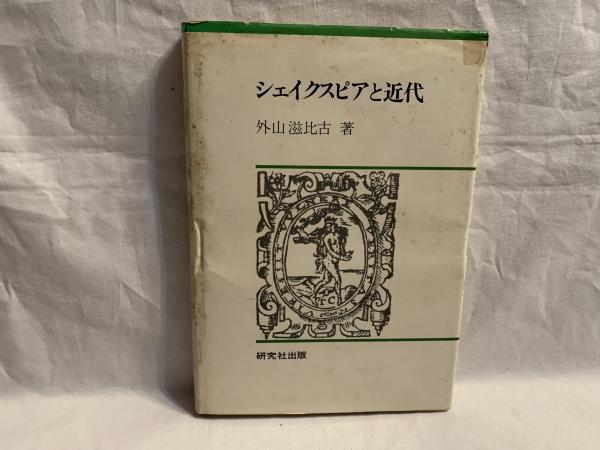 シェイクスピアと近代
外山滋比古 著
T C
研究社出版